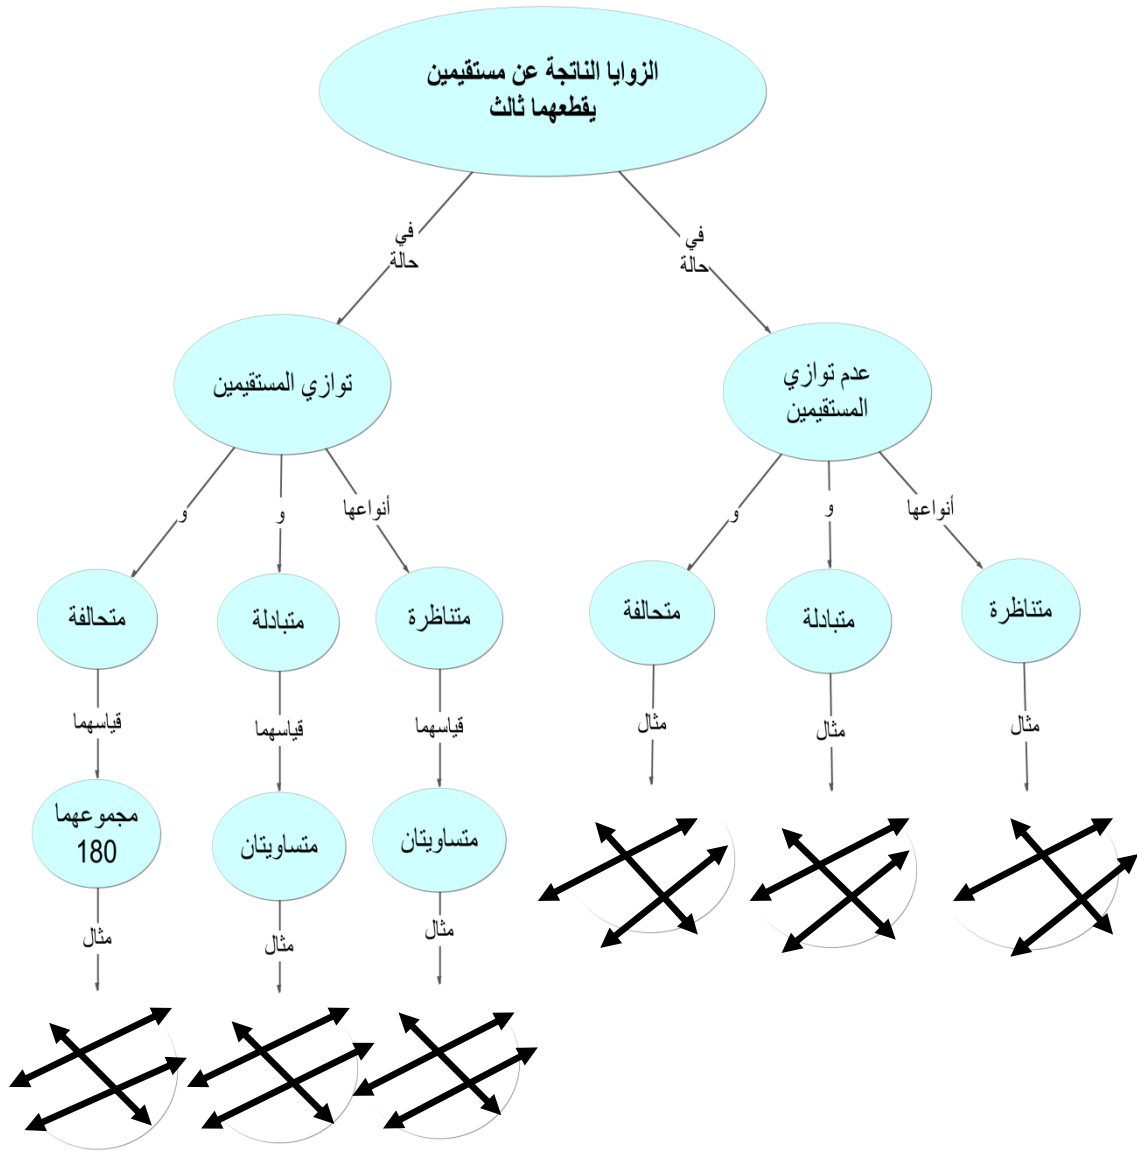 الزوايا الناتجة عن مستقيمين
يقطعهما ثالث
في
حالة
في
حالة
عدم توازي
المستقيمين
توازي المستقيمين
أنواعها
و
و
أنواعها
و
و
متناظرة
متبادلة
متحالفة
متناظرة
متبادلة
متحالفة
مثال
مثال
مثال
قياسهما
قياسهما
قياسهما
متساويتان
متساويتان
مجموعهما
180
مثال
مثال
مثال